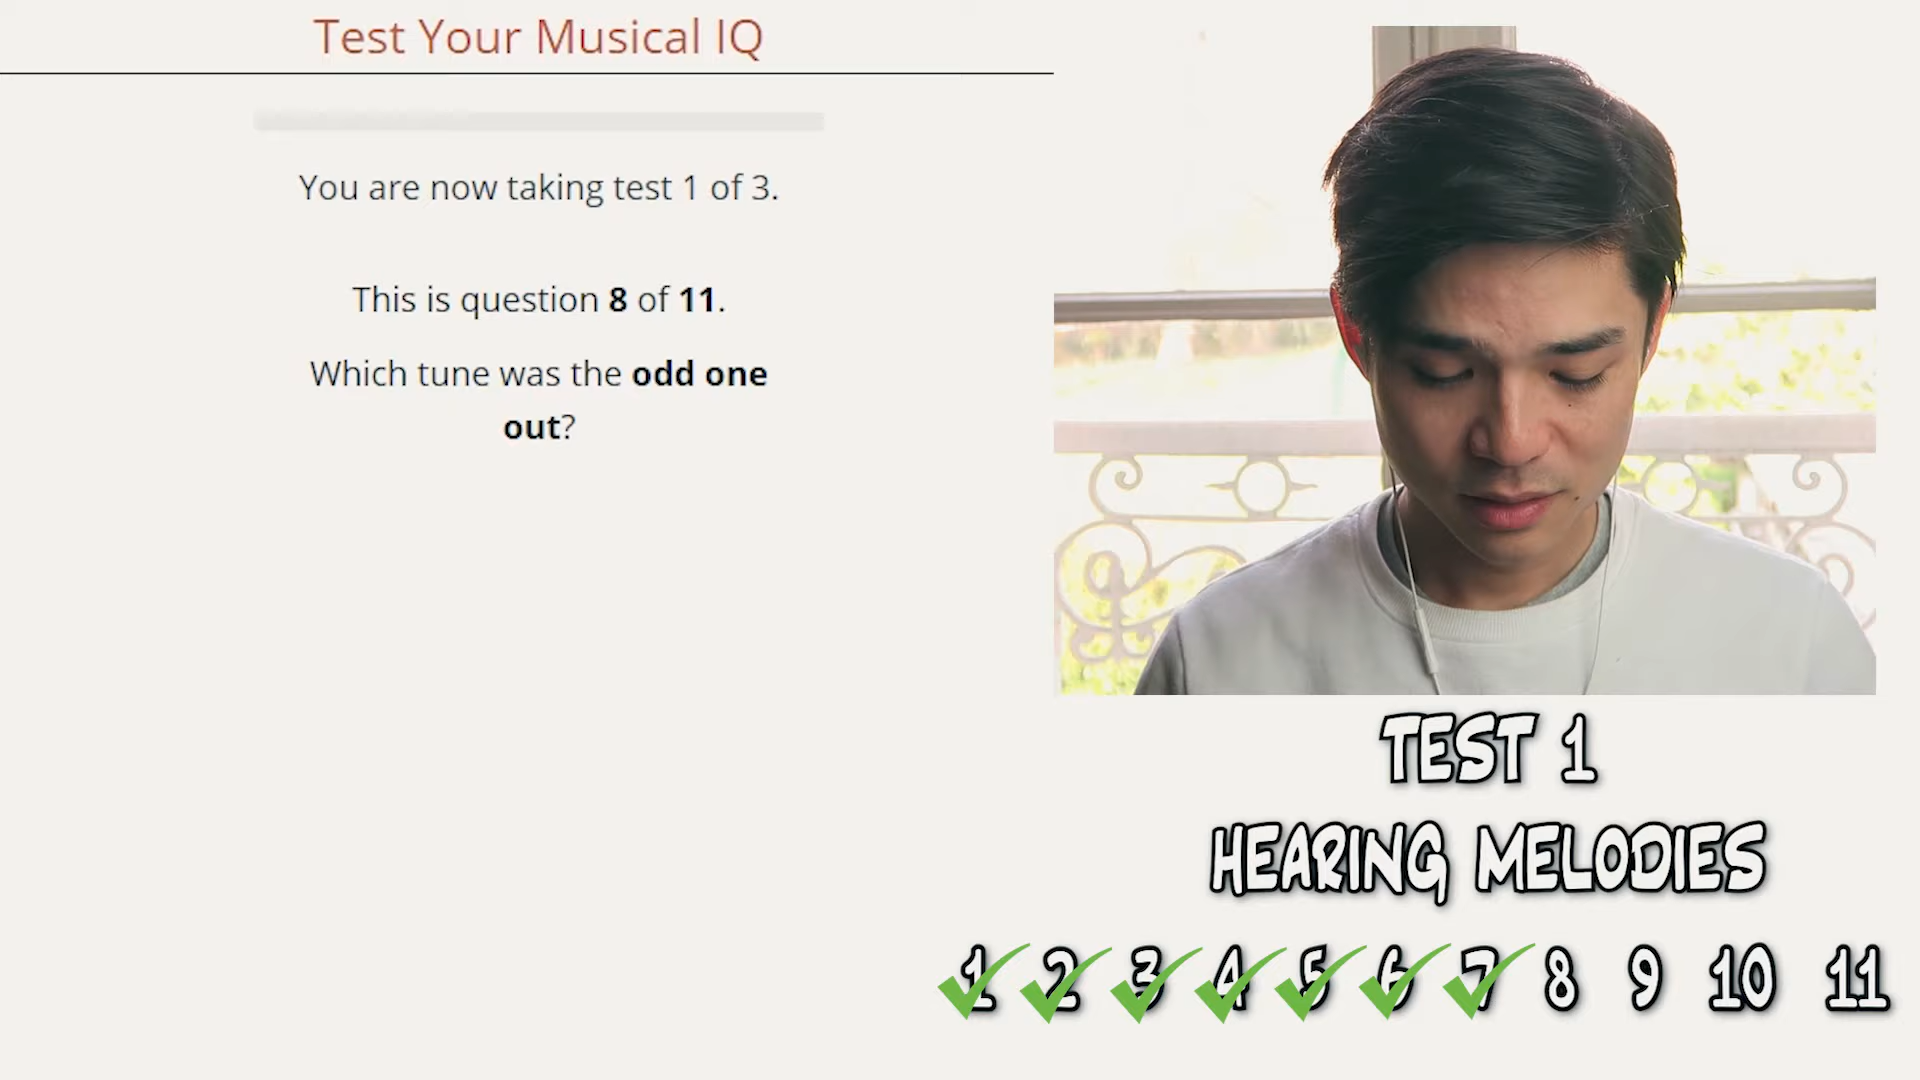 Test Your Musical IQ
You are now taking test 1 of 3.
This is question 8 of 11.
Which tune was the odd one
out?
TEST 1
HEARING MELODIES
1 2 3 4 5 6 7 8 9 10 11